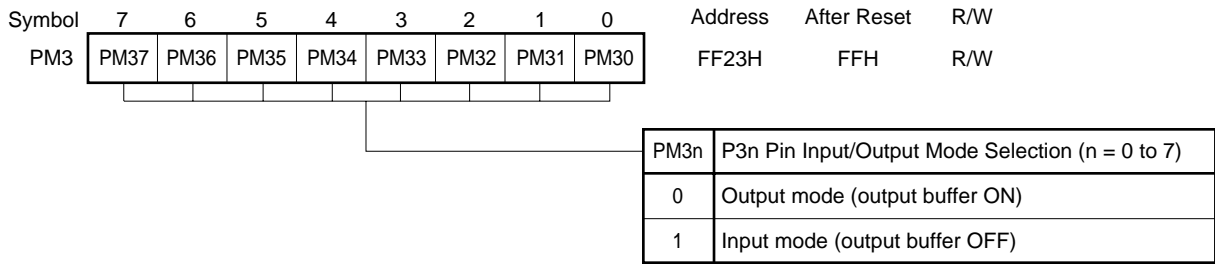 Symbol 7 6 5 4 3 2 1 0 Address After Reset R/W
PM3 PM37 PM36 PM35 PM34 PM33 PM32 PM31 PM30 FF23H FFH R/W
PM3n P3n Pin Input/Output Mode Selection (n = 0 to 7)
0 Output mode (output buffer ON)
1 Input mode (output buffer OFF)